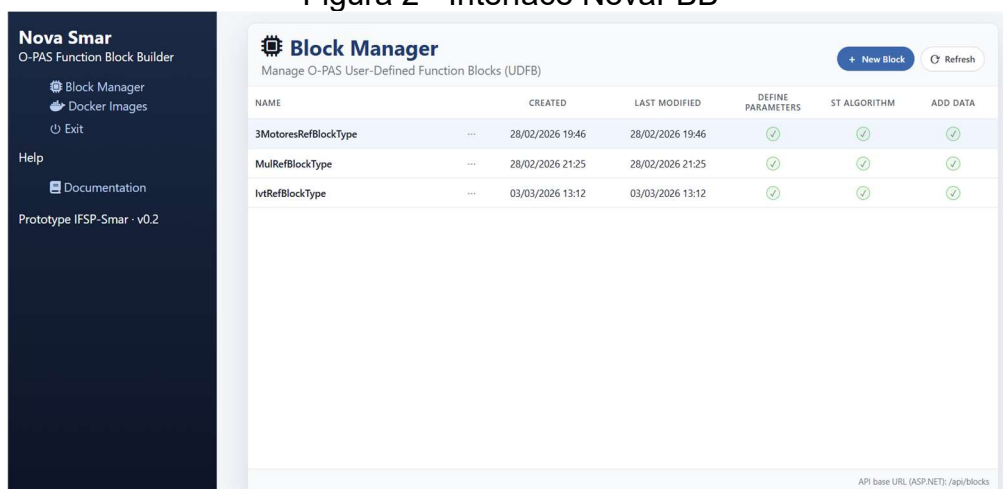 Figura 2 - Interface NovaFBB
Nova Smar
O-PAS Function Block Builder
Block Manager
Docker Images
Exit
Help
Documentation
Prototype IFSP-Smar · v0.2
Block Manager
Manage O-PAS User-Defined Function Blocks (UDFB)
+ New Block
Refresh
NAME CREATED LAST MODIFIED DEFINE PARAMETERS ST ALGORITHM ADD DATA
3MotoresRefBlockType ... 28/02/2026 19:46 28/02/2026 19:46
MulRefBlockType ... 28/02/2026 21:25 28/02/2026 21:25
IvtRefBlockType ... 03/03/2026 13:12 03/03/2026 13:12
API base URL (ASP.NET): /api/blocks